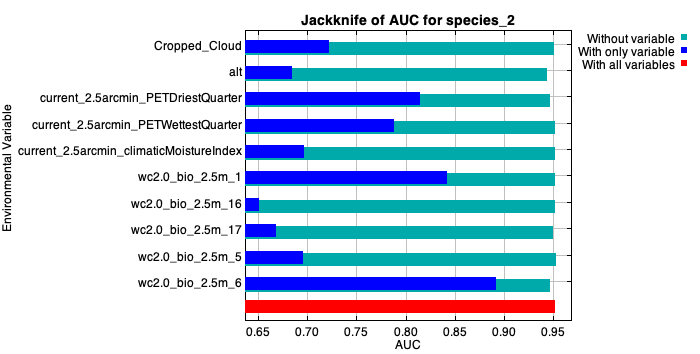 Jackknife of AUC for species_2
Without variable
With only variable
With all variables
Environmental Variable
Cropped_Cloud
alt
current_2.5arcmin_PETDriestQuarter
current_2.5arcmin_PETWettestQuarter
current_2.5arcmin_climaticMoistureIndex
wc2.0_bio_2.5m_1
wc2.0_bio_2.5m_16
wc2.0_bio_2.5m_17
wc2.0_bio_2.5m_5
wc2.0_bio_2.5m_6
0.65 0.70 0.75 0.80 0.85 0.90 0.95
AUC